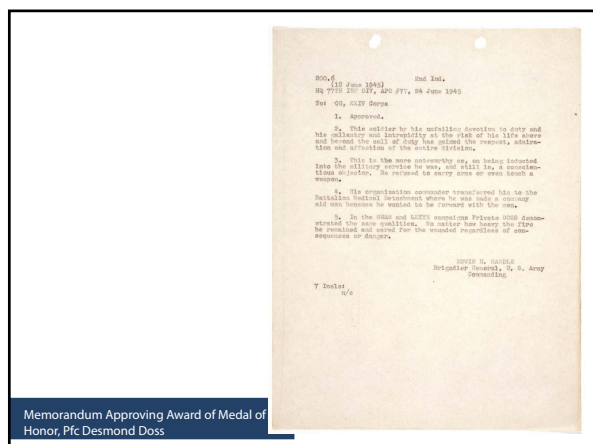 200.6 2nd Ind.
(12 June 1945)
HQ 77TH INF DIV, APO #77, 24 June 1945
To: CG, XXIV Corps
1. Approved.
2. This soldier by his unfailing devotion to duty and
his gallantry and intrepidity at the risk of his life above
and beyond the call of duty has gained the respect, admira-
tion and affection of the entire division.
3. This is the more noteworthy as, on being inducted
into the military service he was, and still is, a conscien-
tious objector. He refused to carry arms or even touch a
weapon.
4. His organization commander transferred him to the
Battalion Medical Detachment where he was made a company
aid man because he wanted to be forward with the men.
5. In the GUAM and LEYTE campaigns Private DOSS demon-
strated the same qualities. No matter how heavy the fire
he remained and cared for the wounded regardless of con-
sequences or danger.
EDWIN H. RANDLE
Brigadier General, U. S. Army
Commanding
7 Incls:
n/c
Memorandum Approving Award of Medal of
Honor, Pfc Desmond Doss